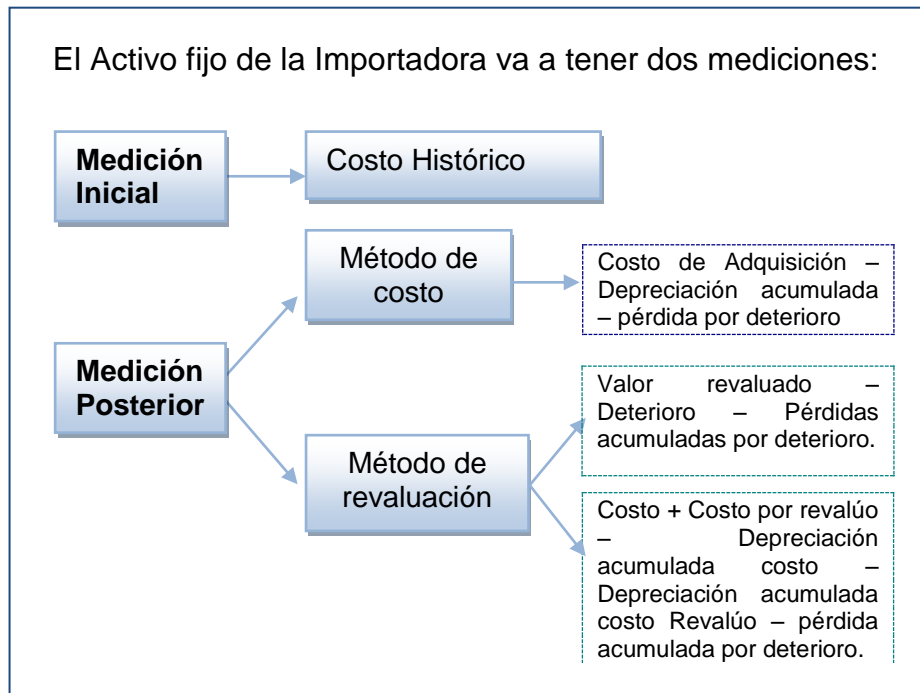 El Activo fijo de la Importadora va a tener dos mediciones:
Medición
Inicial
Costo Histórico
Método de
costo
Costo de Adquisición –
Depreciación acumulada
– pérdida por deterioro
Medición
Posterior
Valor revaluado –
Deterioro – Pérdidas
acumuladas por deterioro.
Método de
revaluación
Costo + Costo por revalúo
– Depreciación
acumulada costo –
Depreciación acumulada
costo Revalúo – pérdida
acumulada por deterioro.